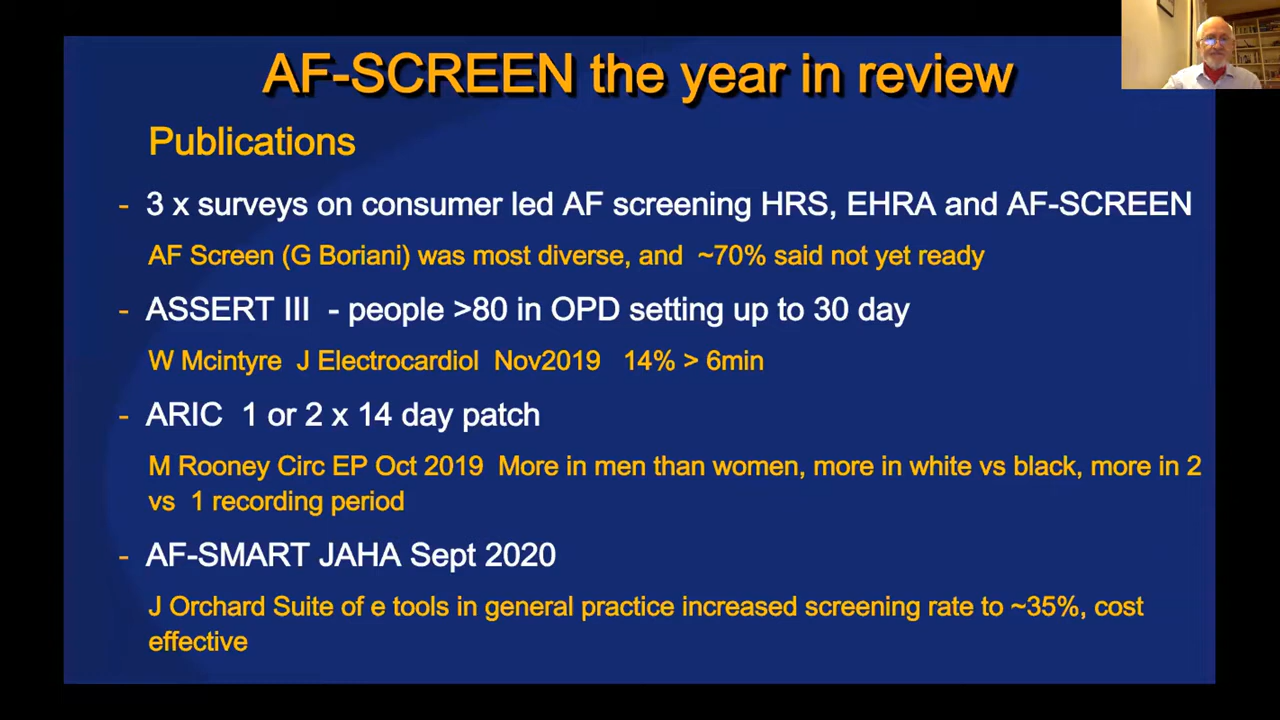 AF-SCREEN the year in review
Publications
- 3 x surveys on consumer led AF screening HRS, EHRA and AF-SCREEN
AF Screen (G Boriani) was most diverse, and ~70% said not yet ready
- ASSERT III - people >80 in OPD setting up to 30 day
W Mcintyre J Electrocardiol Nov2019 14% > 6min
- ARIC 1 or 2 x 14 day patch
M Rooney Circ EP Oct 2019 More in men than women, more in white vs black, more in 2
vs 1 recording period
- AF-SMART JAHA Sept 2020
J Orchard Suite of e tools in general practice increased screening rate to ~35%, cost
effective